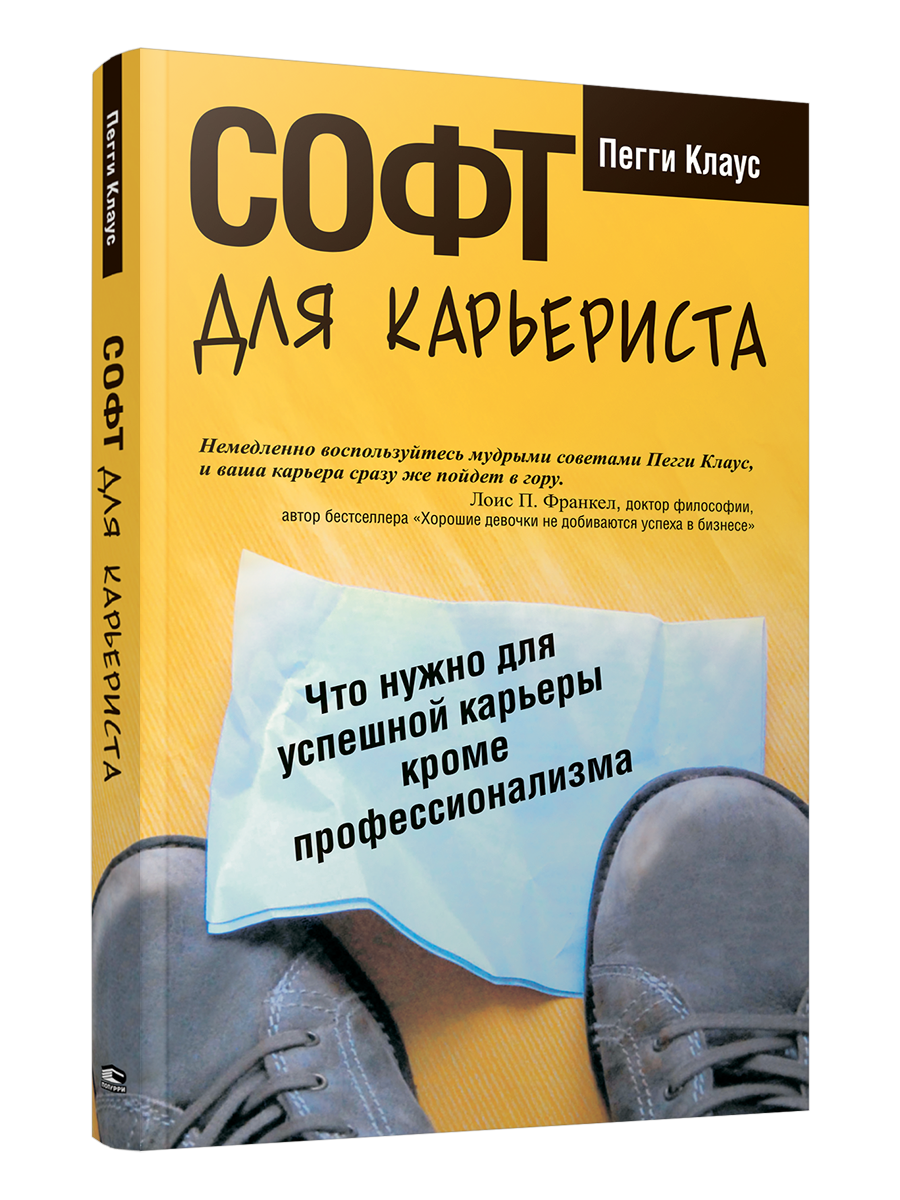 Пегги Клаус
СОФТ
ДЛЯ КАРЬЕРИСТА
Немедленно воспользуйтесь мудрыми советами Пегги Клаус,
и ваша карьера сразу же пойдет в гору.
Лоис П. Франкел, доктор философии,
автор бестселлера «Хорошие девочки не добиваются успеха в бизнесе»
Что нужно для
успешной карьеры
кроме
профессионализма
Пегги Клаус
СОФТ ДЛЯ КАРЬЕРИСТА
ПОПУРРИ